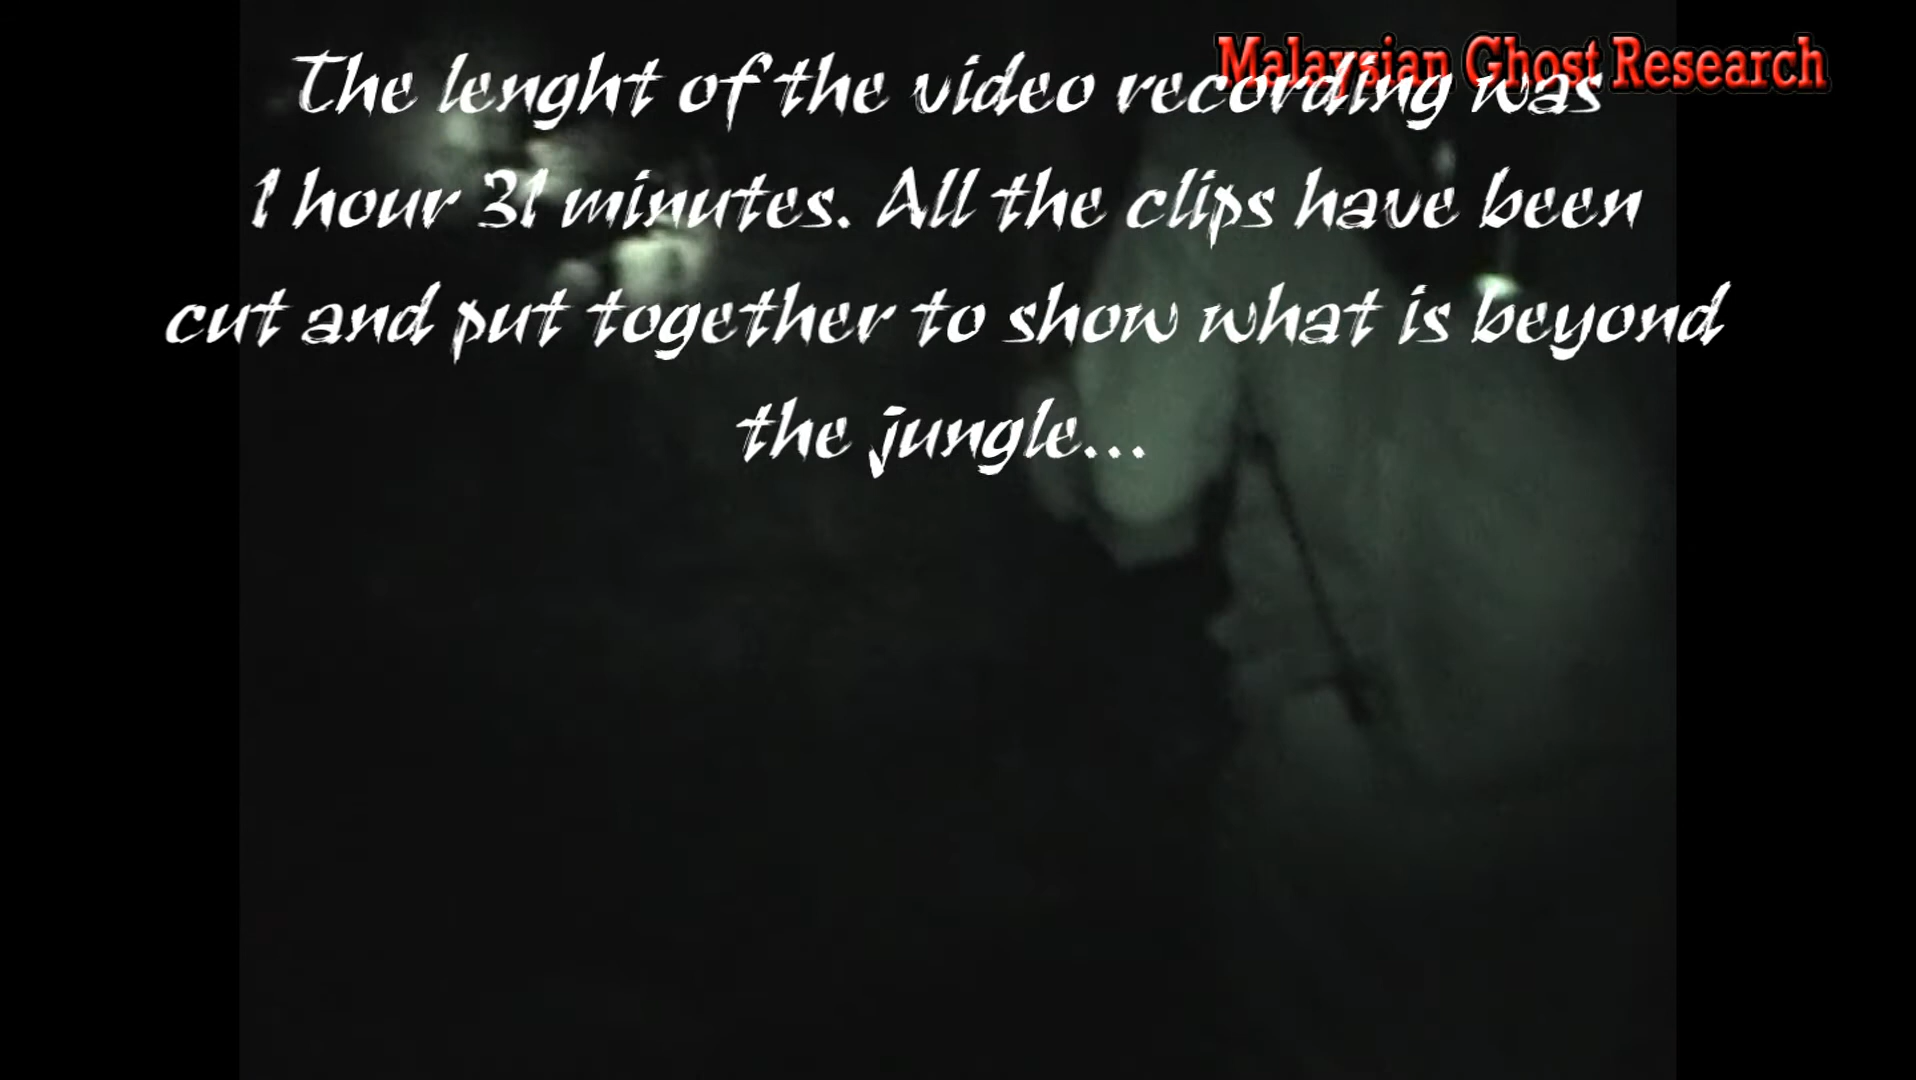 Malaysian Ghost Research
The lenght of the video recording was
1 hour 31 minutes. All the clips have been
cut and put together to show what is beyond
the jungle...